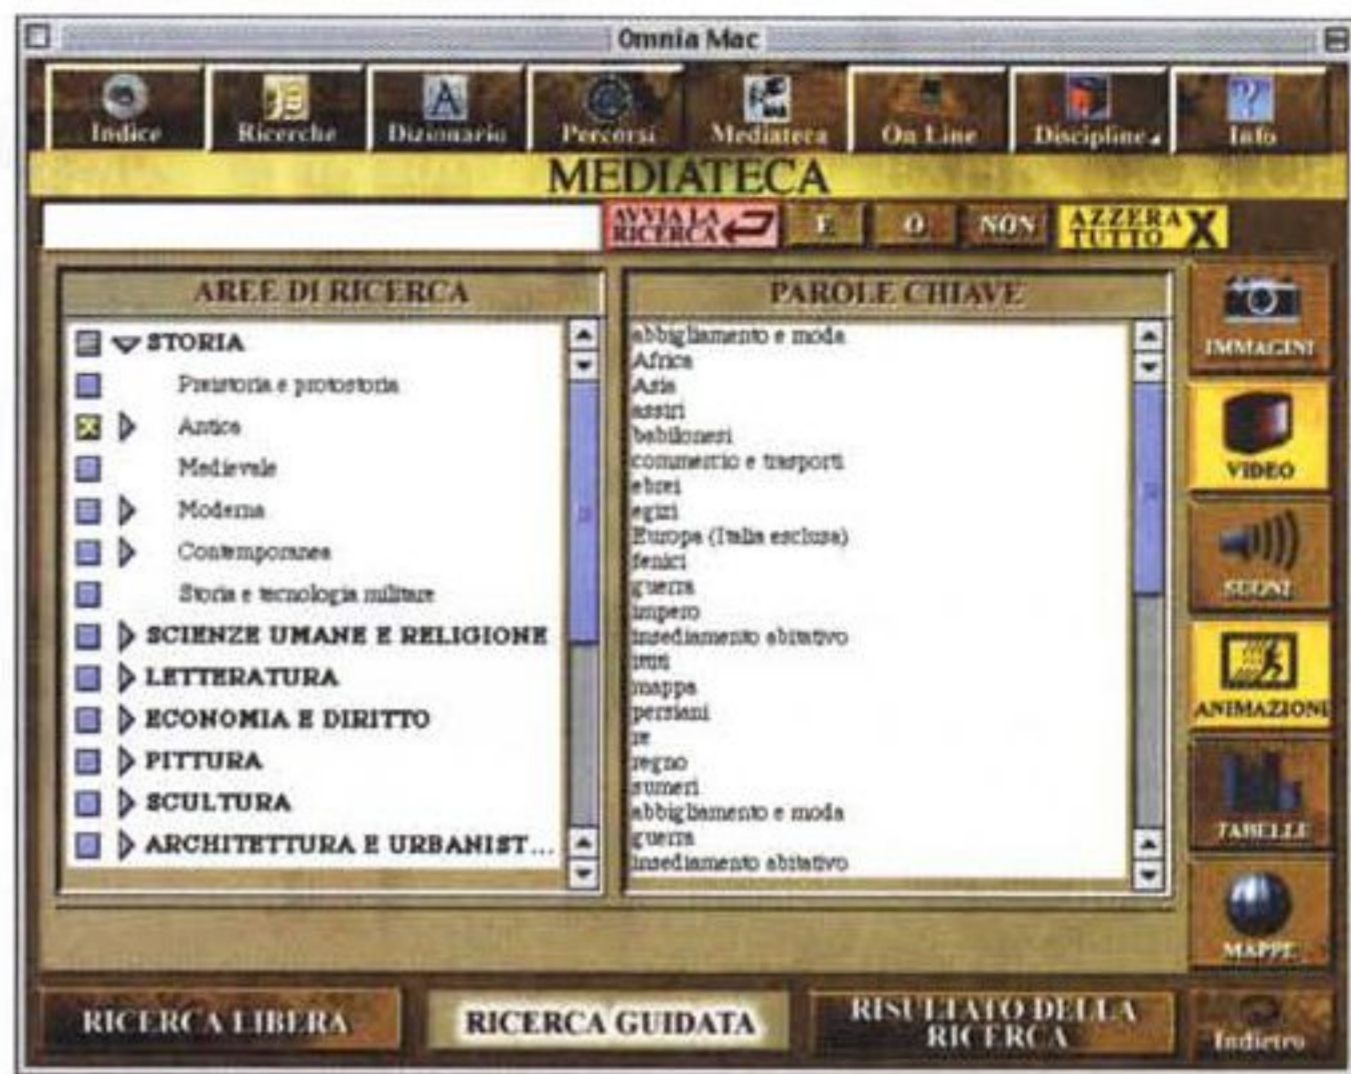 Omnia Mac
Indice Ricerche Dizionario Percorsi Mediateca On Line Discipline Info
MEDIATECA
AVVIA LA RICERCA E O NON AZZERA TUTTO X
AREE DI RICERCA
STORIA
Preistoria e protostoria
Antica
Medievale
Moderna
Contemporanea
Storia e tecnologia militare
SCIENZE UMANE E RELIGIONE
LETTERATURA
ECONOMIA E DIRITTO
PITTURA
SCULTURA
ARCHITETTURA E URBANIST...
PAROLE CHIAVE
abbigliamento e moda
Africa
Asia
assiri
babilonesi
commercio e trasporti
ebrei
egizi
Europa (Italia esclusa)
fenici
guerra
impero
insediamento abitativo
ittiti
mappa
persiani
re
regno
sumeri
abbigliamento e moda
guerra
insediamento abitativo
IMMAGINI
VIDEO
SUONI
ANIMAZIONI
TABELLE
MAPPE
RICERCA LIBERA
RICERCA GUIDATA
RISULTATO DELLA
RICERCA
Indietro